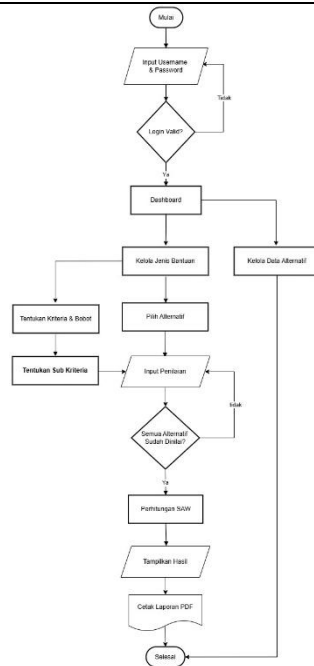 Mulai
Input Username
& Password
Tidak
Login Valid?
Ya
Dashboard
Kelola Jenis Bantuan
Kelola Data Alternatif
Tentukan Kriteria & Bobot
Pilih Alternatif
Tentukan Sub Kriteria
Input Penilaian
tidak
Semua Alternatif
Sudah Dinilai?
Ya
Perhitungan SAW
Tampilkan Hasil
Cetak Laporan PDF
Selesai